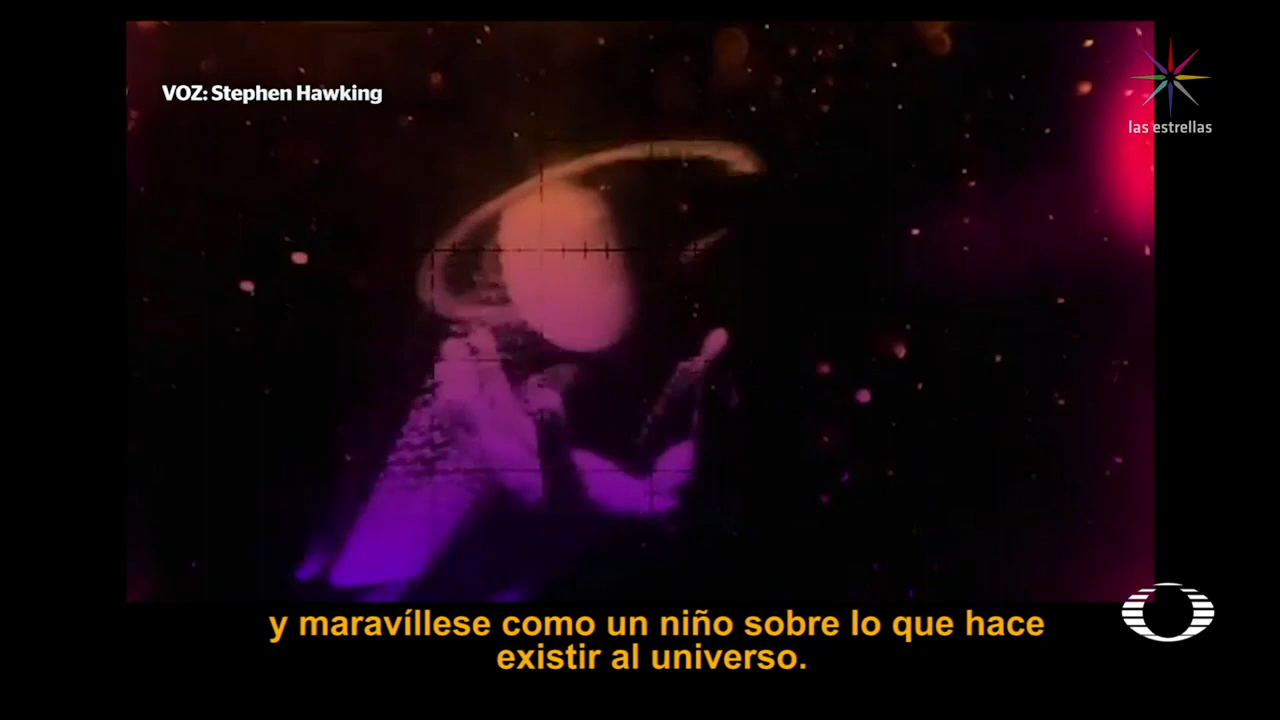 VOZ: Stephen Hawking
las estrellas
y maravíllese como un niño sobre lo que hace
existir al universo.